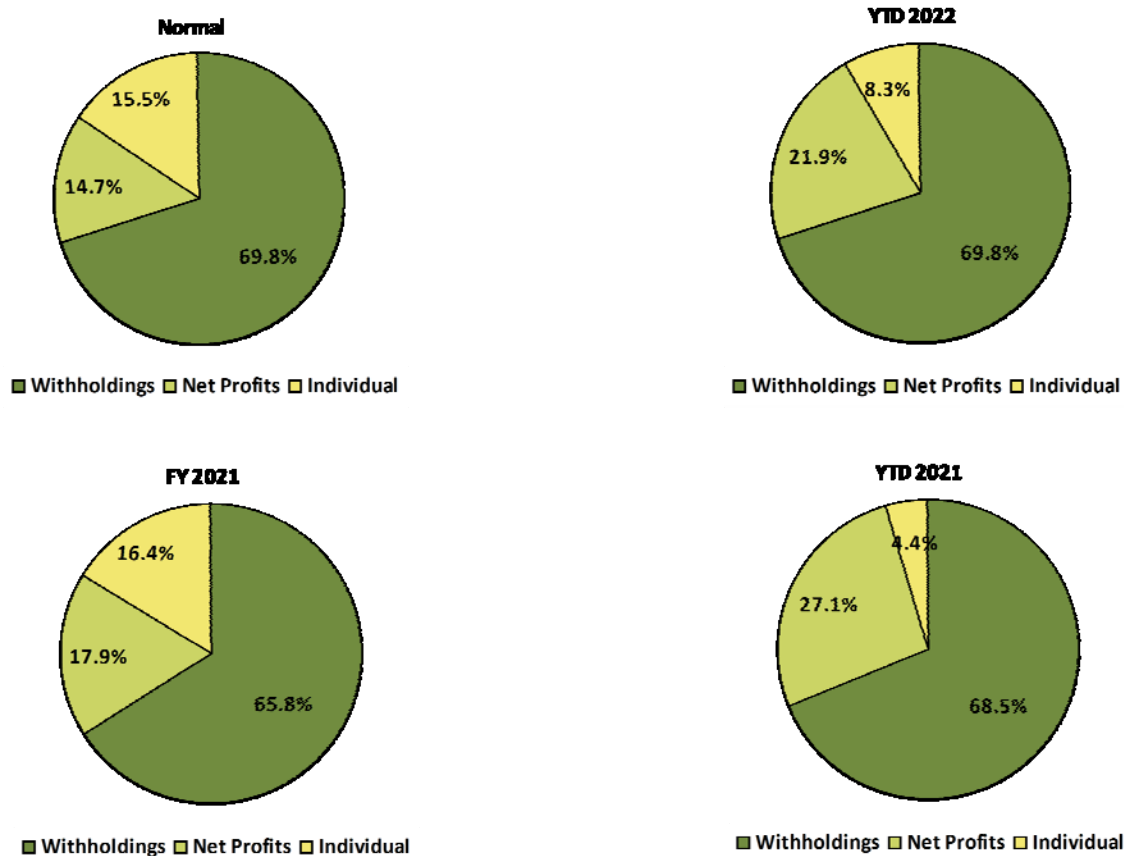 Normal
15.5%
14.7%
69.8%
Withholdings Net Profits Individual
YTD 2022
8.3%
21.9%
69.8%
Withholdings Net Profits Individual
FY 2021
16.4%
17.9%
65.8%
Withholdings Net Profits Individual
YTD 2021
4.4%
27.1%
68.5%
Withholdings Net Profits Individual